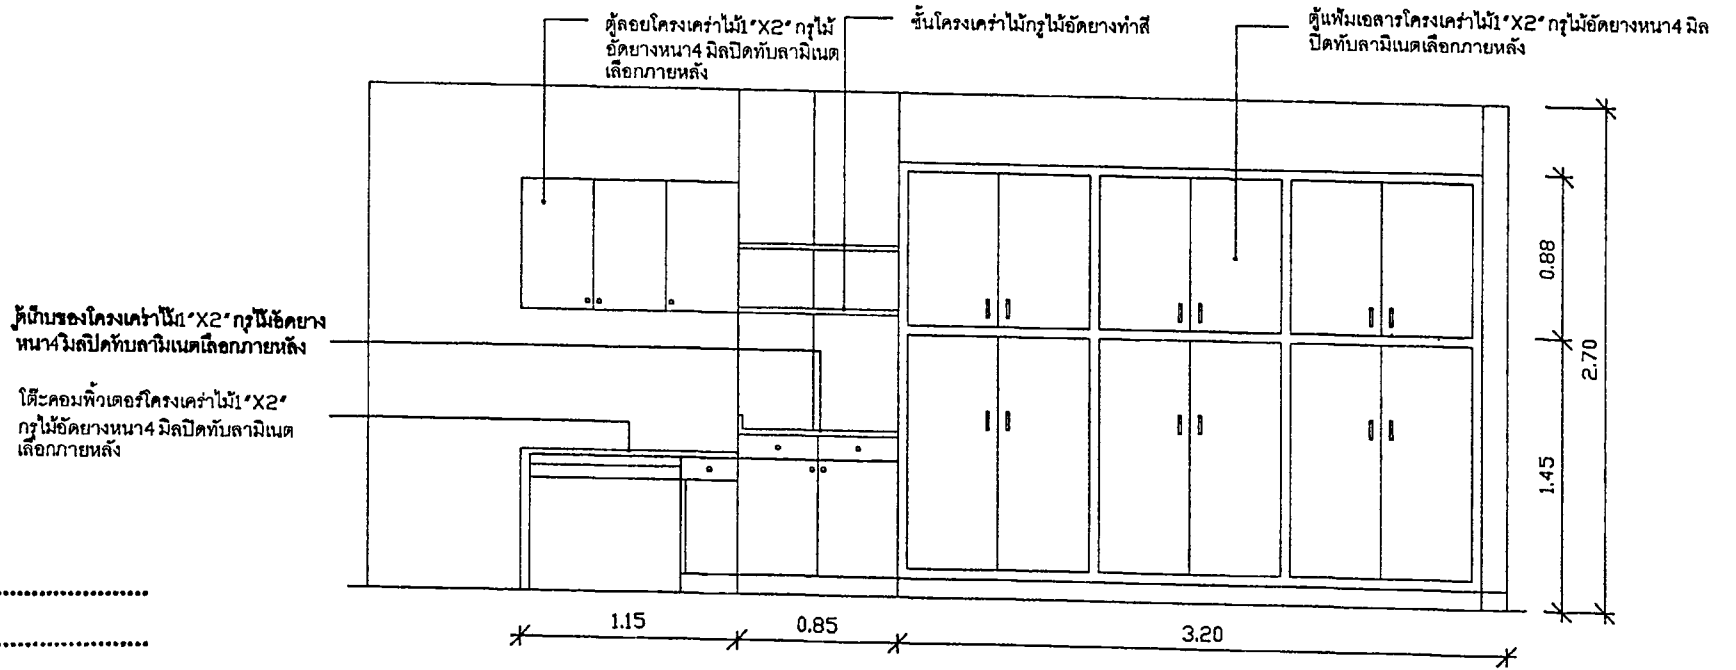 ตู้ลอยโครงเคร่าไม้1"X2" กรุไม้
อัดยางหนา4 มิลปิดทับลามิเนต
เลือกภายหลัง
ชั้นโครงเคร่าไม้กรูไม้อัดยางทำสี
ตู้แฟ้มเอสารโครงเคร่าไม้1"X2" กรุไม้อัดยางหนา4 มิล
ปิดทับลามิเนตเลือกภายหลัง
ตู้เก็บของโครงเคร่าไม้1"X2" กรุไม้อัดยาง
หนา4 มิลปิดทับลามิเนตเลือกภายหลัง
โต๊ะคอมพิ้วเตอร์โครงเคร่าไม้1"X2"
กรุไม้อัดยางหนา4 มิลปิดทับลามิเนต
เลือกภายหลัง
0.88
2.70
1.45
1.15
0.85
3.20